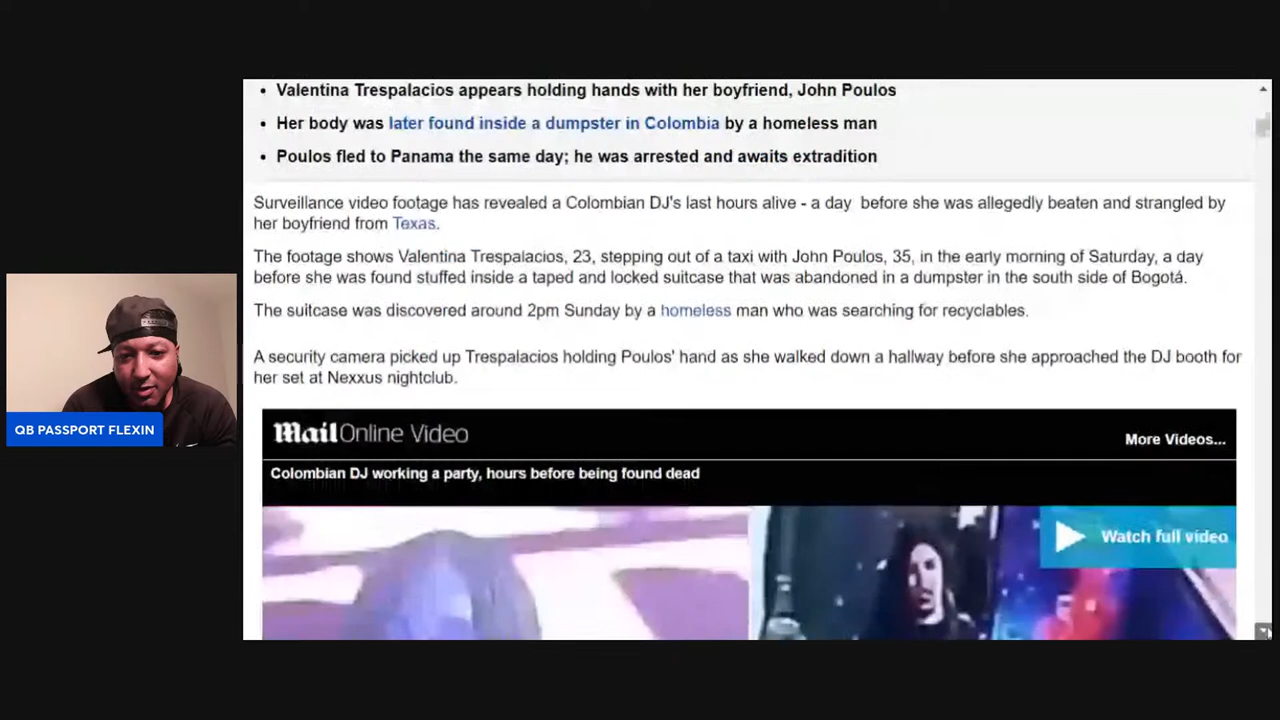 Valentina Trespalacios appears holding hands with her boyfriend, John Poulos
Her body was later found inside a dumpster in Colombia by a homeless man
Poulos fled to Panama the same day; he was arrested and awaits extradition
Surveillance video footage has revealed a Colombian DJ's last hours alive - a day before she was allegedly beaten and strangled by
her boyfriend from Texas.
The footage shows Valentina Trespalacios, 23, stepping out of a taxi with John Poulos, 35, in the early morning of Saturday, a day
before she was found stuffed inside a taped and locked suitcase that was abandoned in a dumpster in the south side of Bogotá.
The suitcase was discovered around 2pm Sunday by a homeless man who was searching for recyclables.
A security camera picked up Trespalacios holding Poulos' hand as she walked down a hallway before she approached the DJ booth for
her set at Nexxus nightclub.
Mail Online Video
More Videos...
Colombian DJ working a party, hours before being found dead
Watch full video
QB PASSPORT FLEXIN